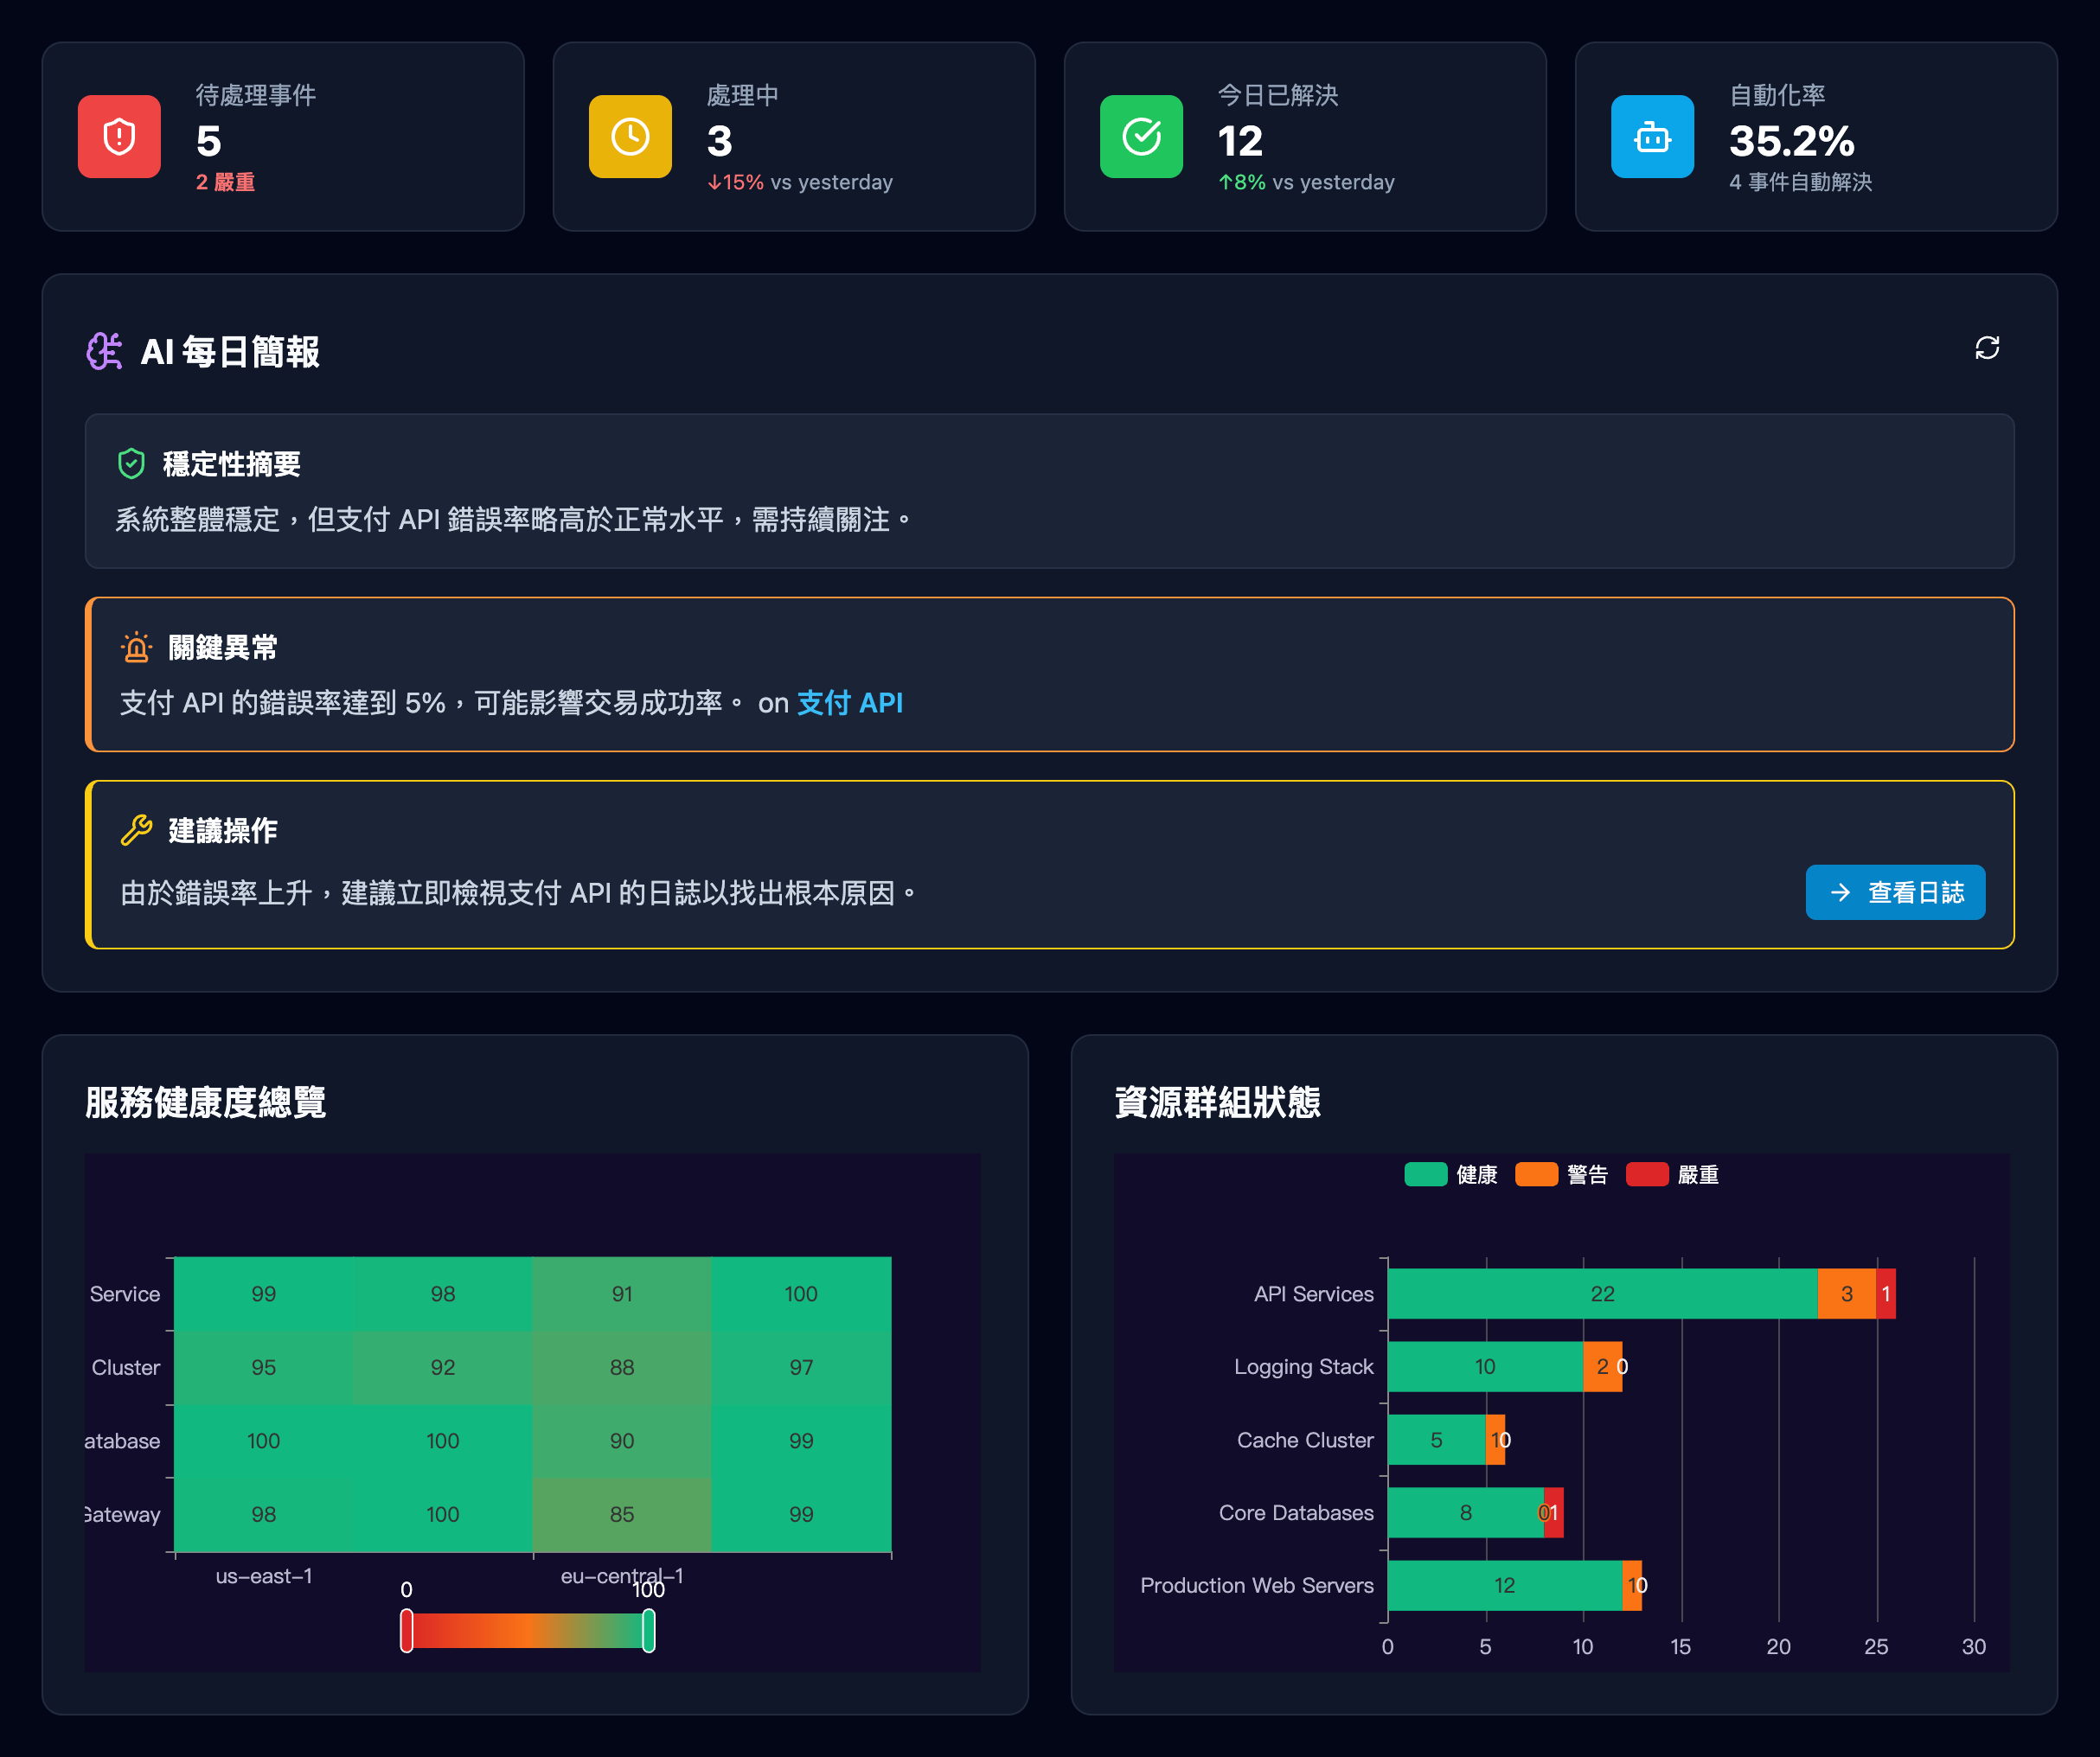 待處理事件
5
2 嚴重
處理中
3
↓15% vs yesterday
今日已解決
12
↑8% vs yesterday
自動化率
35.2%
4 事件自動解決
AI 每日簡報
穩定性摘要
系統整體穩定，但支付 API 錯誤率略高於正常水平，需持續關注。
關鍵異常
支付 API 的錯誤率達到 5%，可能影響交易成功率。 on 支付 API
建議操作
由於錯誤率上升，建議立即檢視支付 API 的日誌以找出根本原因。
→ 查看日誌
服務健康度總覽
Service 99 98 91 100
Cluster 95 92 88 97
atabase 100 100 90 99
Gateway 98 100 85 99
us-east-1 eu-central-1
0 100
資源群組狀態
健康 警告 嚴重
API Services 22 3 1
Logging Stack 10 2 0
Cache Cluster 5 1 0
Core Databases 8 0 1
Production Web Servers 12 1 0
0 5 10 15 20 25 30